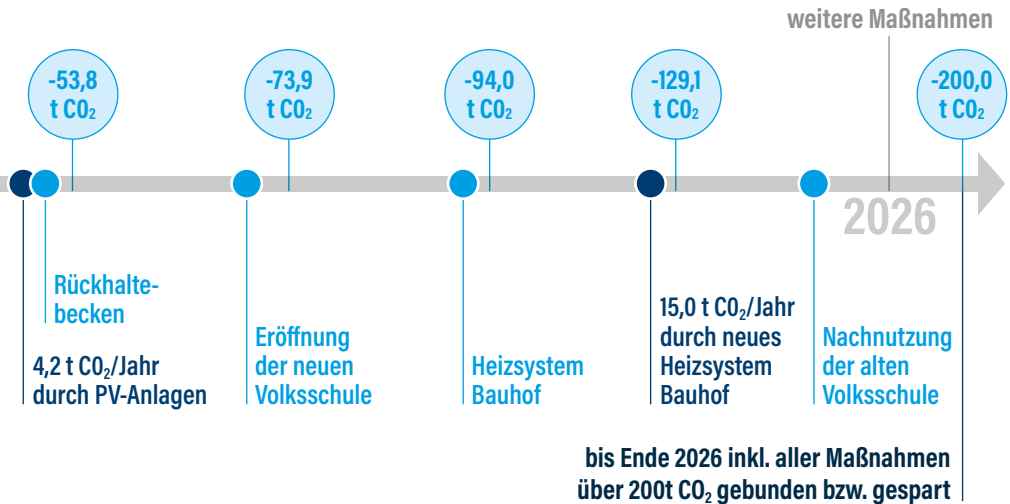 weitere Maßnahmen
-53,8
t CO₂
-73,9
t CO₂
-94,0
t CO₂
-129,1
t CO₂
-200,0
t CO₂
2026
Rückhalte-
becken
4,2 t CO₂/Jahr
durch PV-Anlagen
Eröffnung
der neuen
Volksschule
Heizsystem
Bauhof
15,0 t CO₂/Jahr
durch neues
Heizsystem
Bauhof
Nachnutzung
der alten
Volksschule
bis Ende 2026 inkl. aller Maßnahmen
über 200t CO₂ gebunden bzw. gespart